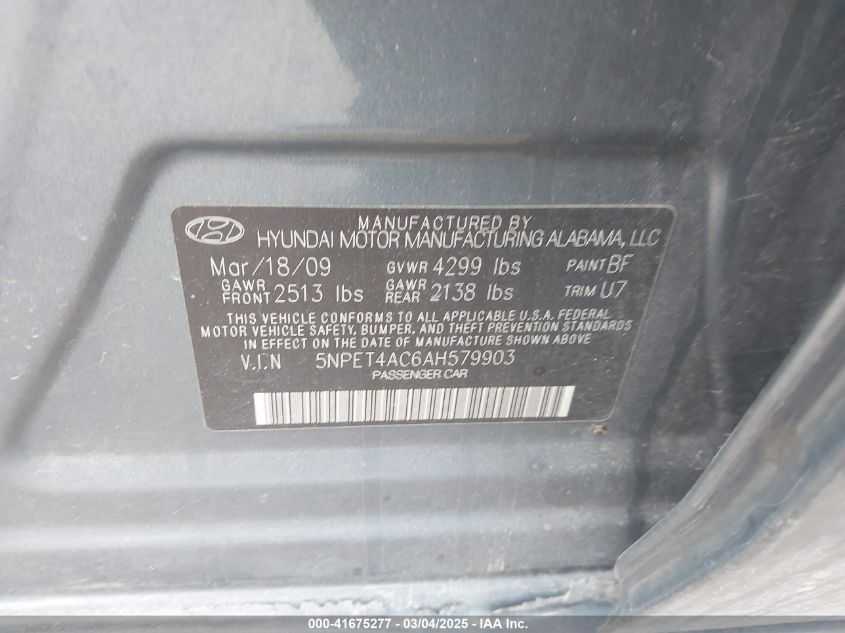 MANUFACTURED BY
HYUNDAI MOTOR MANUFACTURING ALABAMA, LLC
Mar/18/09 GVWR 4299 lbs PAINT BF
GAWR FRONT 2513 lbs GAWR REAR 2138 lbs TRIM U7
THIS VEHICLE CONFORMS TO ALL APPLICABLE U.S.A. FEDERAL
MOTOR VEHICLE SAFETY, BUMPER, AND THEFT PREVENTION STANDARDS
IN EFFECT ON THE DATE OF MANUFACTURE SHOWN ABOVE
V.I.N 5NPET4AC6AH579903
PASSENGER CAR
000-41675277 - 03/04/2025 - IAA Inc.